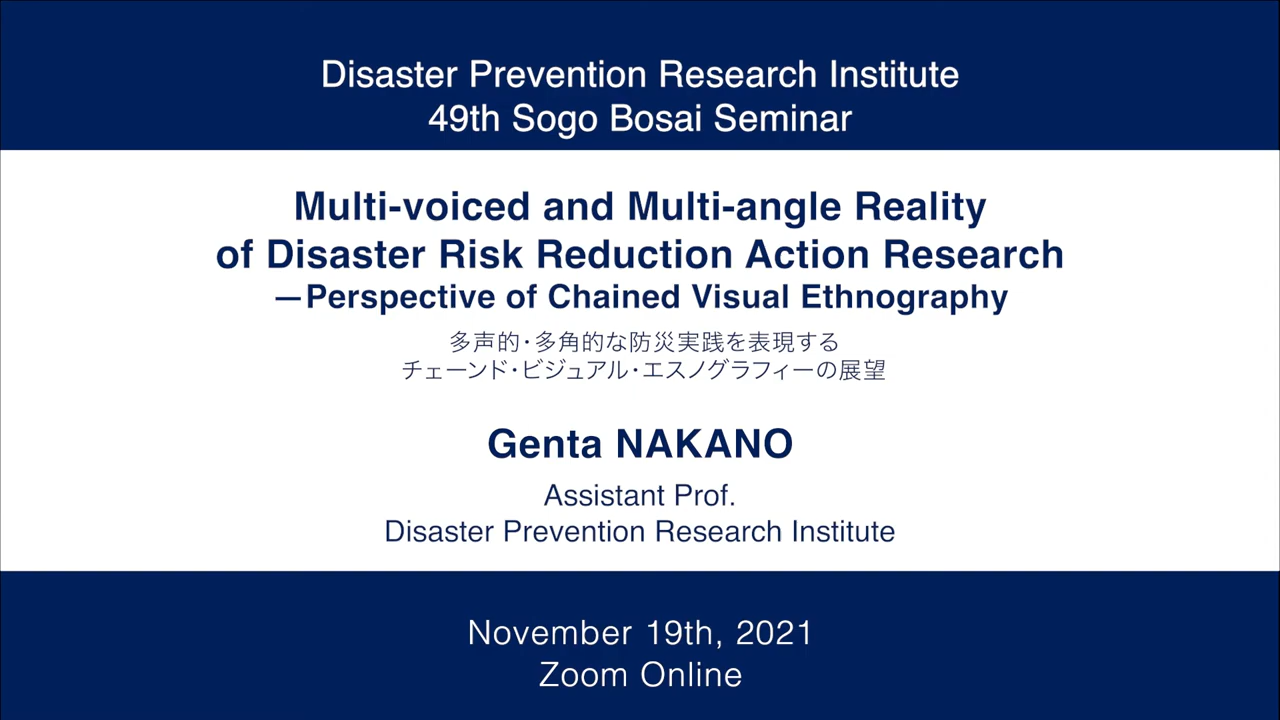 Disaster Prevention Research Institute
49th Sogo Bosai Seminar
Multi-voiced and Multi-angle Reality
of Disaster Risk Reduction Action Research
—Perspective of Chained Visual Ethnography
多声的・多角的な防災実践を表現する
チェーンド・ビジュアル・エスノグラフィーの展望
Genta NAKANO
Assistant Prof.
Disaster Prevention Research Institute
November 19th, 2021
Zoom Online